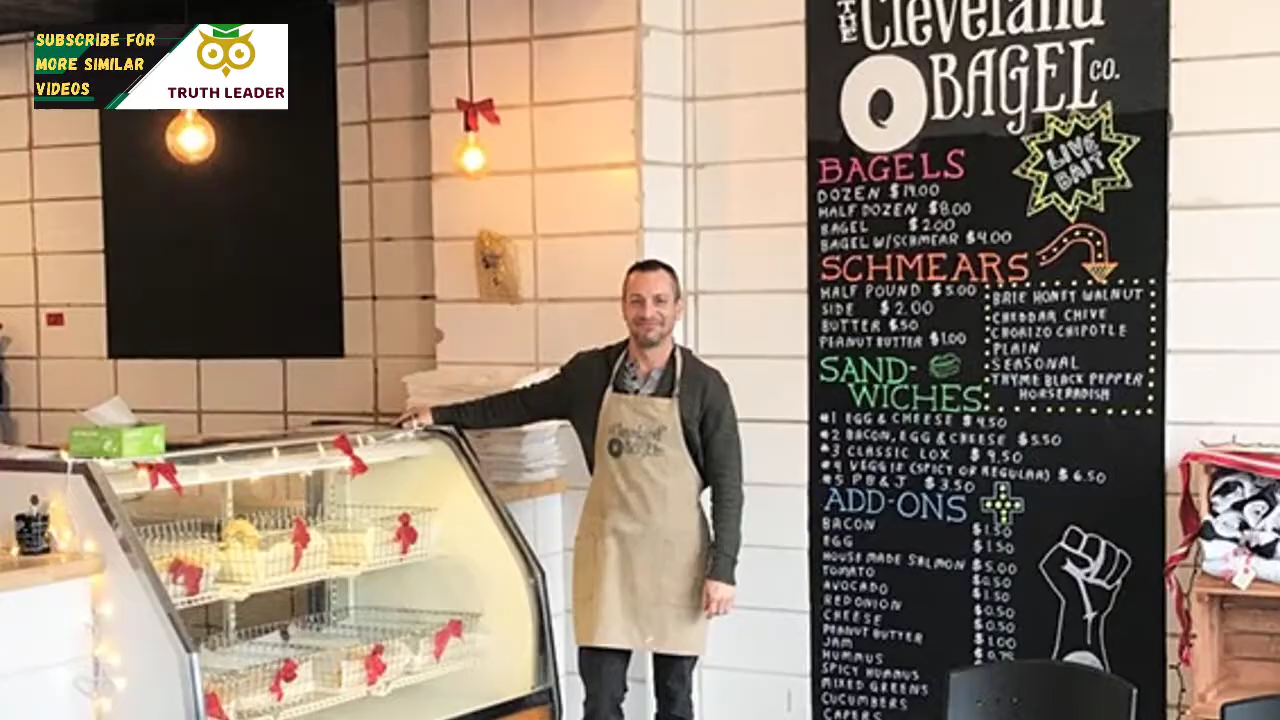 SUBSCRIBE FOR
MORE SIMILAR
VIDEOS
TRUTH LEADER
THE Cleveland
BAGEL CO.
LIVE
BAIT
BAGELS
DOZEN $14.00
HALF DOZEN $8.00
BAGEL $2.00
BAGEL W/SCHMEAR $4.00
SCHMEARS
HALF POUND $5.00
SIDE $2.00
BUTTER $.50
PEANUT BUTTER $1.00
BRIE HONEY WALNUT
CHEDDAR CHIVE
CHORIZO CHIPOTLE
PLAIN
SEASONAL
THYME BLACK PEPPER
HORSERADISH
SAND-
WICHES
#1 EGG & CHEESE $4.50
#2 BACON, EGG & CHEESE $5.50
#3 CLASSIC LOX $9.50
#4 VEGGIE (SPICY OR REGULAR) $6.50
#5 PB & J $3.50
ADD-ONS
BACON $1.50
EGG $1.50
HOUSE MADE SALMON $5.00
TOMATO $0.50
AVOCADO $1.50
RED ONION $0.50
CHEESE $0.50
PEANUT BUTTER $1.00
JAM $0.75
HUMMUS
SPICY HUMMUS
MIXED GREENS
CUCUMBERS
CAPERS
Cleveland